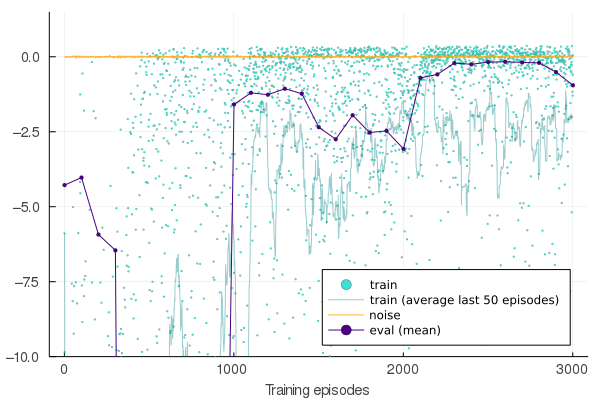 0.0
−2.5
−5.0
−7.5
−10.0
0
1000
2000
3000
Training episodes
train
train (average last 50 episodes)
noise
eval (mean)